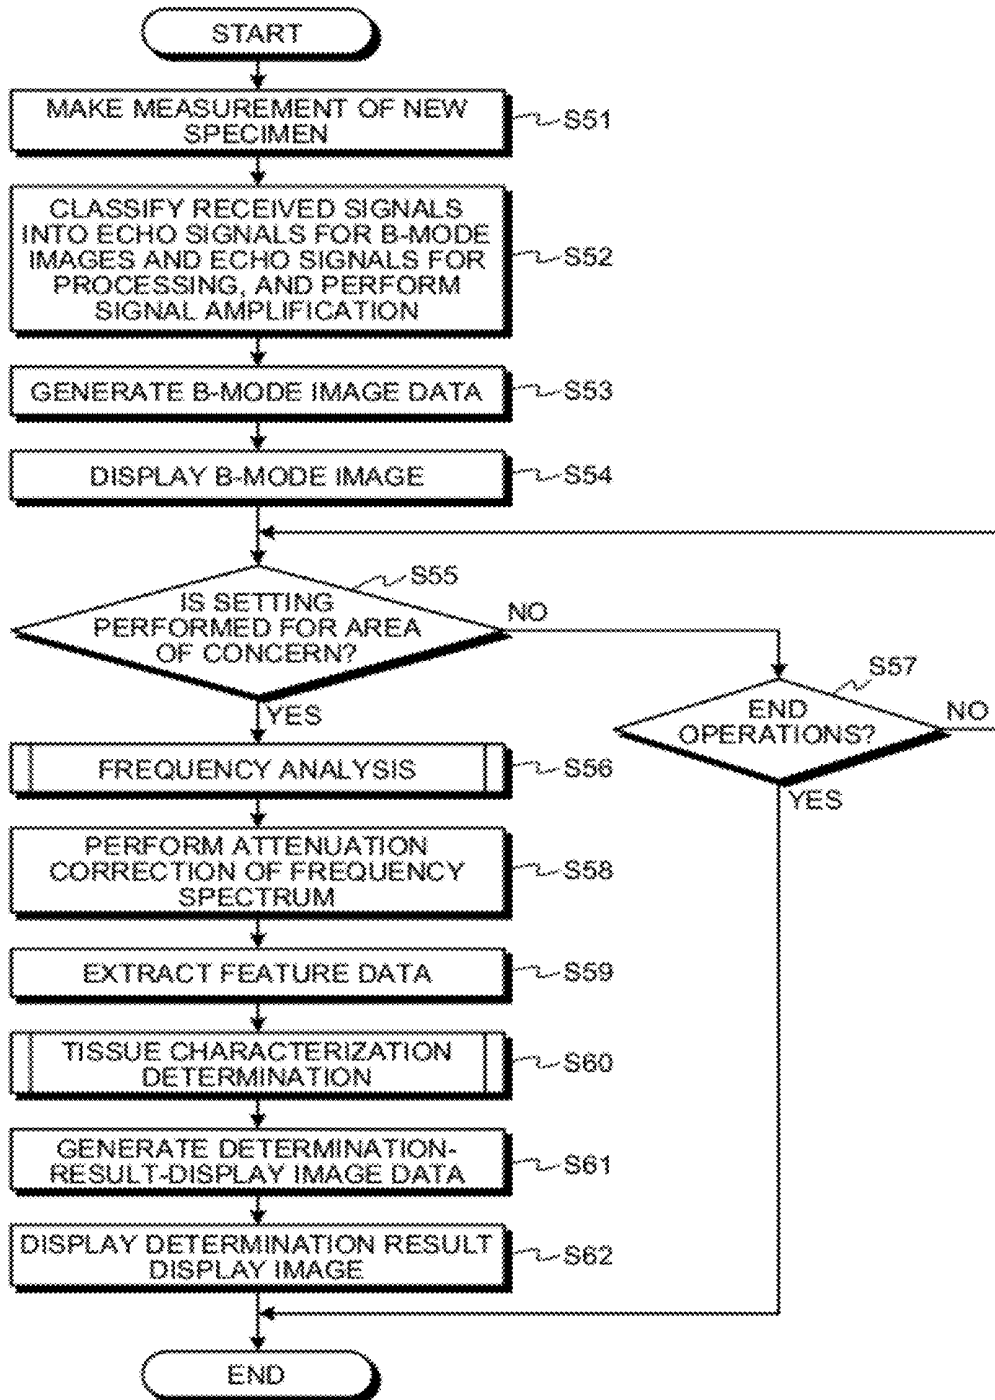 START
MAKE MEASUREMENT OF NEW
SPECIMEN
S51
CLASSIFY RECEIVED SIGNALS
INTO ECHO SIGNALS FOR B-MODE
IMAGES AND ECHO SIGNALS FOR
PROCESSING, AND PERFORM
SIGNAL AMPLIFICATION
S52
GENERATE B-MODE IMAGE DATA
S53
DISPLAY B-MODE IMAGE
S54
S55
IS SETTING
PERFORMED FOR AREA
OF CONCERN?
NO
YES
S57
END
OPERATIONS?
NO
YES
FREQUENCY ANALYSIS
S56
PERFORM ATTENUATION
CORRECTION OF FREQUENCY
SPECTRUM
S58
EXTRACT FEATURE DATA
S59
TISSUE CHARACTERIZATION
DETERMINATION
S60
GENERATE DETERMINATION-
RESULT-DISPLAY IMAGE DATA
S61
DISPLAY DETERMINATION RESULT
DISPLAY IMAGE
S62
END